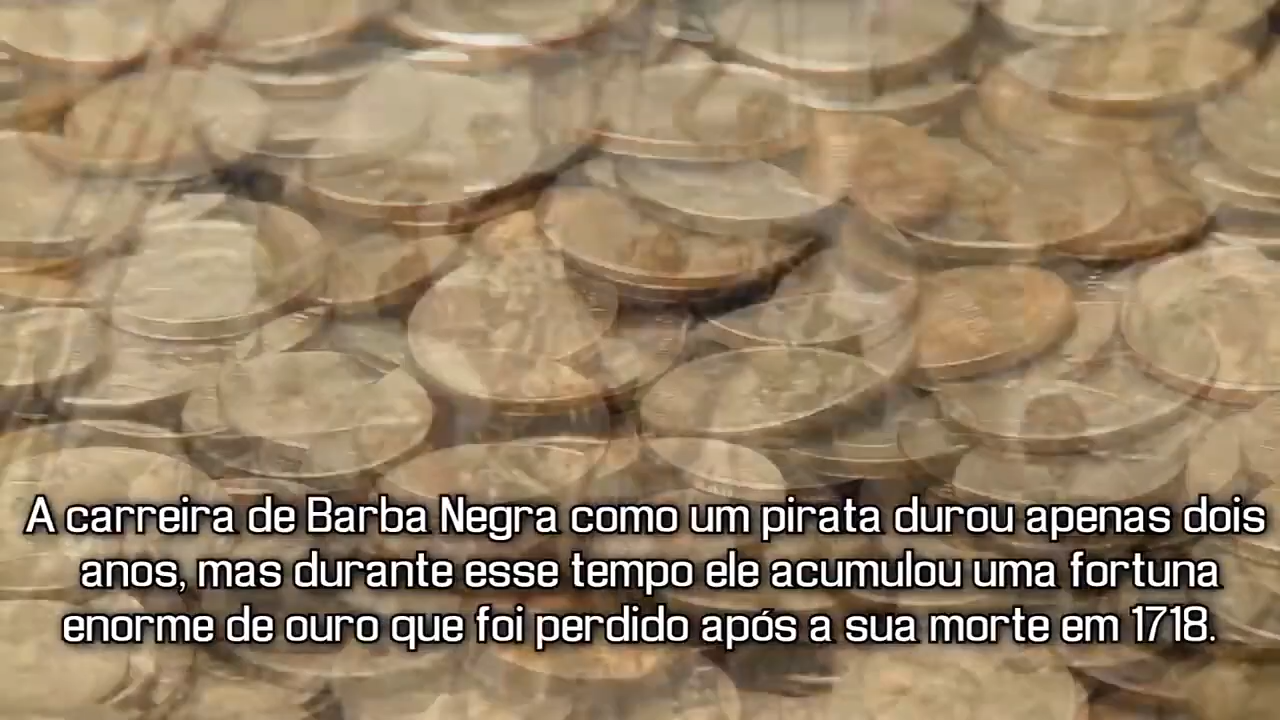 A carreira de Barba Negra como um pirata durou apenas dois
anos, mas durante esse tempo ele acumulou uma fortuna
enorme de ouro que foi perdido após a sua morte em 1718.